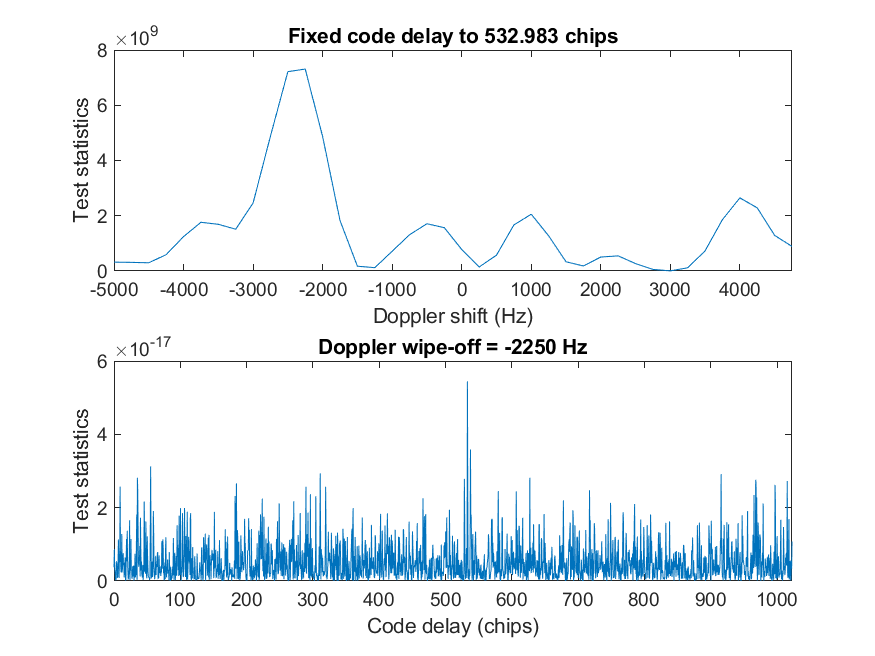 ×10⁹
Fixed code delay to 532.983 chips
8
6
4
2
0
Test statistics
-5000 -4000 -3000 -2000 -1000 0 1000 2000 3000 4000
Doppler shift (Hz)
×10⁻¹⁷
Doppler wipe-off = -2250 Hz
6
4
2
0
Test statistics
0 100 200 300 400 500 600 700 800 900 1000
Code delay (chips)